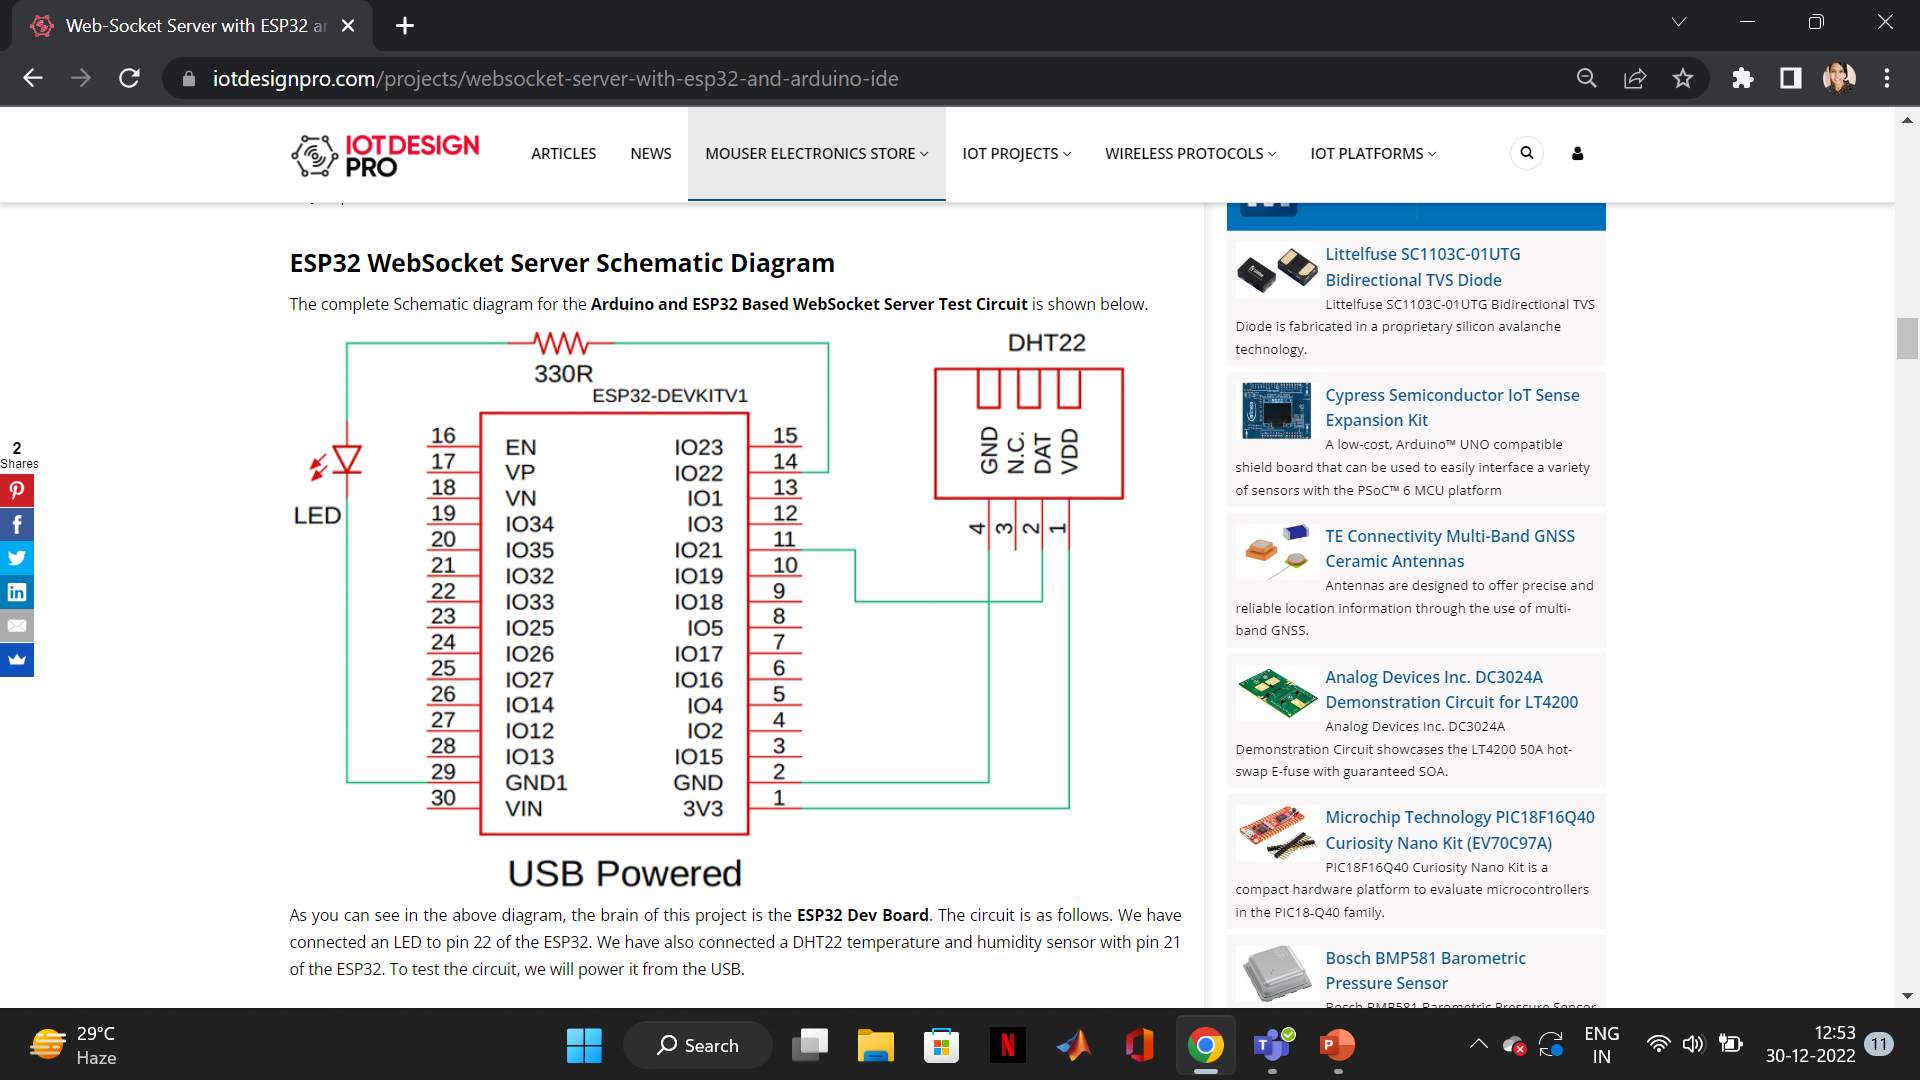 Web-Socket Server with ESP32 ar
iotdesignpro.com/projects/websocket-server-with-esp32-and-arduino-ide
IOT DESIGN
PRO
ARTICLES
NEWS
MOUSER ELECTRONICS STORE
IOT PROJECTS
WIRELESS PROTOCOLS
IOT PLATFORMS
2
Shares
ESP32 WebSocket Server Schematic Diagram
The complete Schematic diagram for the Arduino and ESP32 Based WebSocket Server Test Circuit is shown below.
330R
ESP32-DEVKITV1
LED
16 EN IO23 15
17 VP IO22 14
18 VN IO1 13
19 IO34 IO3 12
20 IO35 IO21 11
21 IO32 IO19 10
22 IO33 IO18 9
23 IO25 IO5 8
24 IO26 IO17 7
25 IO27 IO16 6
26 IO14 IO4 5
27 IO12 IO2 4
28 IO13 IO15 3
29 GND1 GND 2
30 VIN 3V3 1
DHT22
GND
N.C.
DAT
VDD
4
3
2
1
USB Powered
As you can see in the above diagram, the brain of this project is the ESP32 Dev Board. The circuit is as follows. We have
connected an LED to pin 22 of the ESP32. We have also connected a DHT22 temperature and humidity sensor with pin 21
of the ESP32. To test the circuit, we will power it from the USB.
Littelfuse SC1103C-01UTG
Bidirectional TVS Diode
Littelfuse SC1103C-01UTG Bidirectional TVS
Diode is fabricated in a proprietary silicon avalanche
technology.
Cypress Semiconductor IoT Sense
Expansion Kit
A low-cost, Arduino™ UNO compatible
shield board that can be used to easily interface a variety
of sensors with the PSoC™ 6 MCU platform
TE Connectivity Multi-Band GNSS
Ceramic Antennas
Antennas are designed to offer precise and
reliable location information through the use of multi-
band GNSS.
Analog Devices Inc. DC3024A
Demonstration Circuit for LT4200
Analog Devices Inc. DC3024A
Demonstration Circuit showcases the LT4200 50A hot-
swap E-fuse with guaranteed SOA.
Microchip Technology PIC18F16Q40
Curiosity Nano Kit (EV70C97A)
PIC18F16Q40 Curiosity Nano Kit is a
compact hardware platform to evaluate microcontrollers
in the PIC18-Q40 family.
Bosch BMP581 Barometric
Pressure Sensor
Bosch BMP581 Barometric Pressure Sensor
29°C
Haze
Search
ENG
IN
12:53
30-12-2022
11